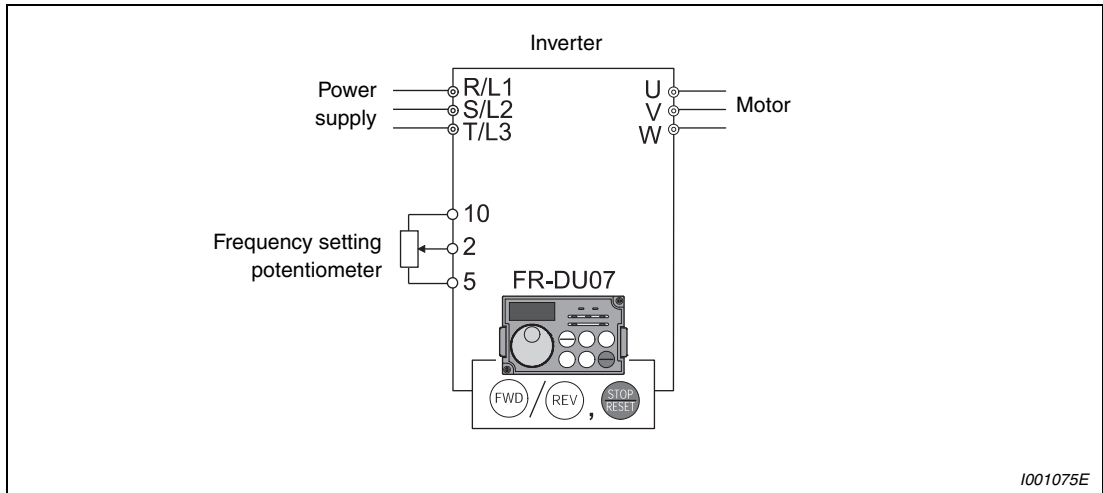 Inverter
Power
supply
R/L1
S/L2
T/L3
U
V
W
Motor
Frequency setting
potentiometer
10
2
5
FR-DU07
FWD / REV , STOP
RESET
I001075E